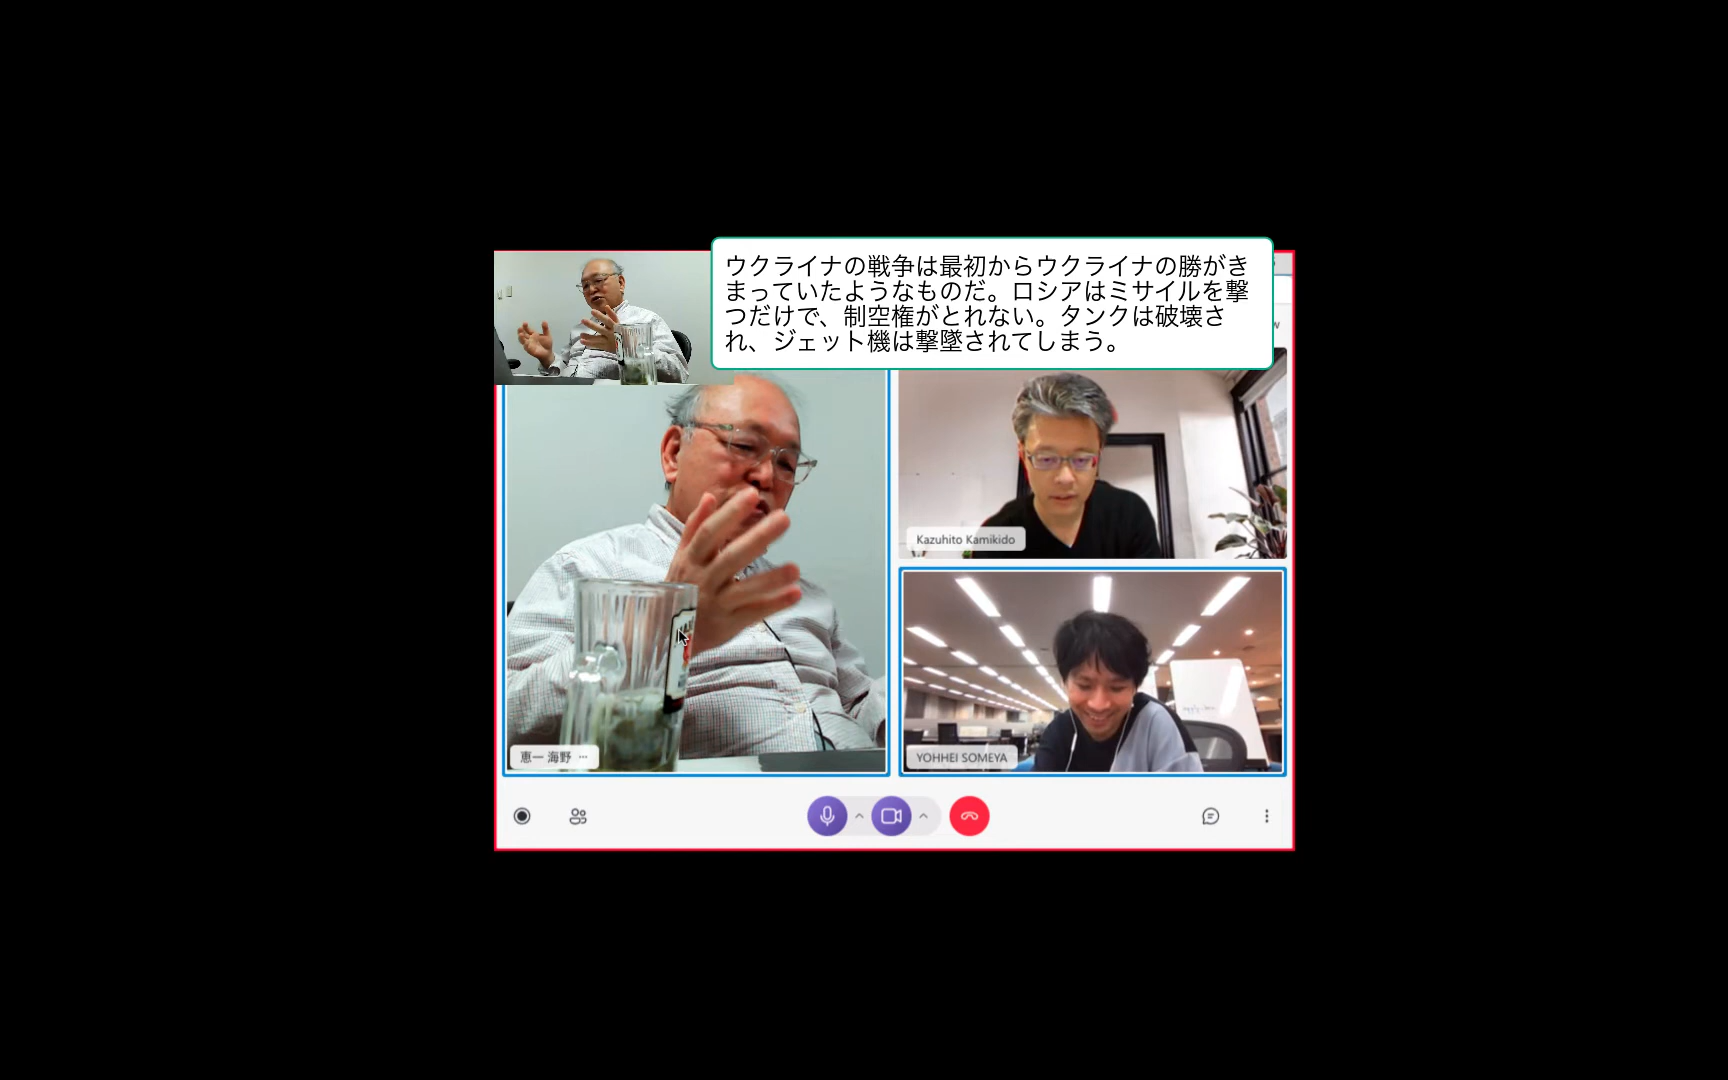 ウクライナの戦争は最初からウクライナの勝がき
まっていたようなものだ。ロシアはミサイルを撃
つだけで、制空権がとれない。タンクは破壊さ
れ、ジェット機は撃墜されてしまう。
Kazuhito Kamikido
恵一 海野 ...
YOHHEI SOMEYA